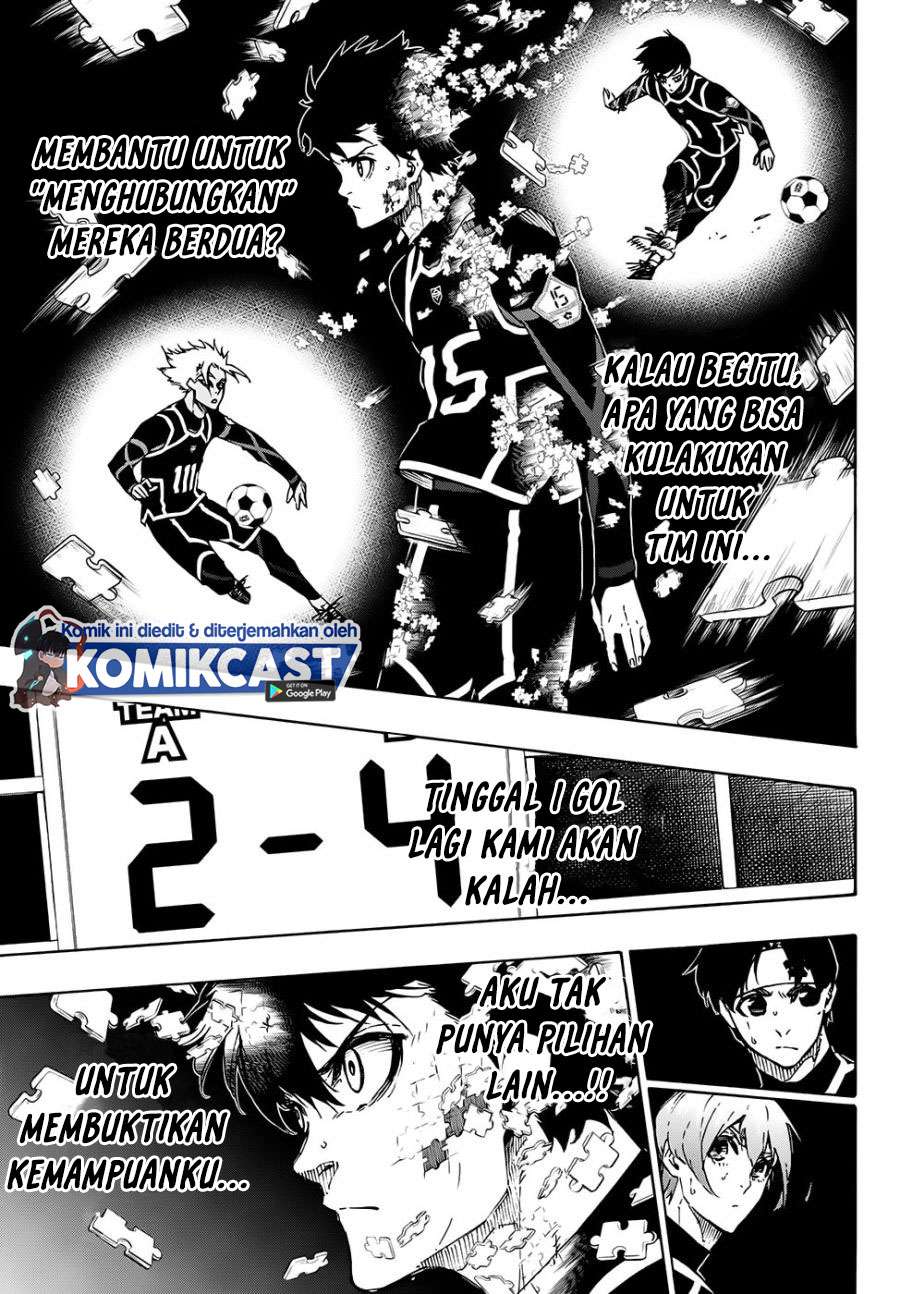 MEMBANTU UNTUK
"MENGHUBUNGKAN"
MEREKA BERDUA?
15
15
111
KALAU BEGITU,
APA YANG BISA
KULAKUKAN
UNTUK
TIM INI...
Komik ini diedit & diterjemahkan oleh
KOMIKCAST
GET IT ON
Google Play
TEAM
A
2 - 4
TINGGAL 1 GOL
LAGI KAMI AKAN
KALAH...
AKU TAK
PUNYA PILIHAN
LAIN....!!
UNTUK
MEMBUKTIKAN
KEMAMPUANKU...